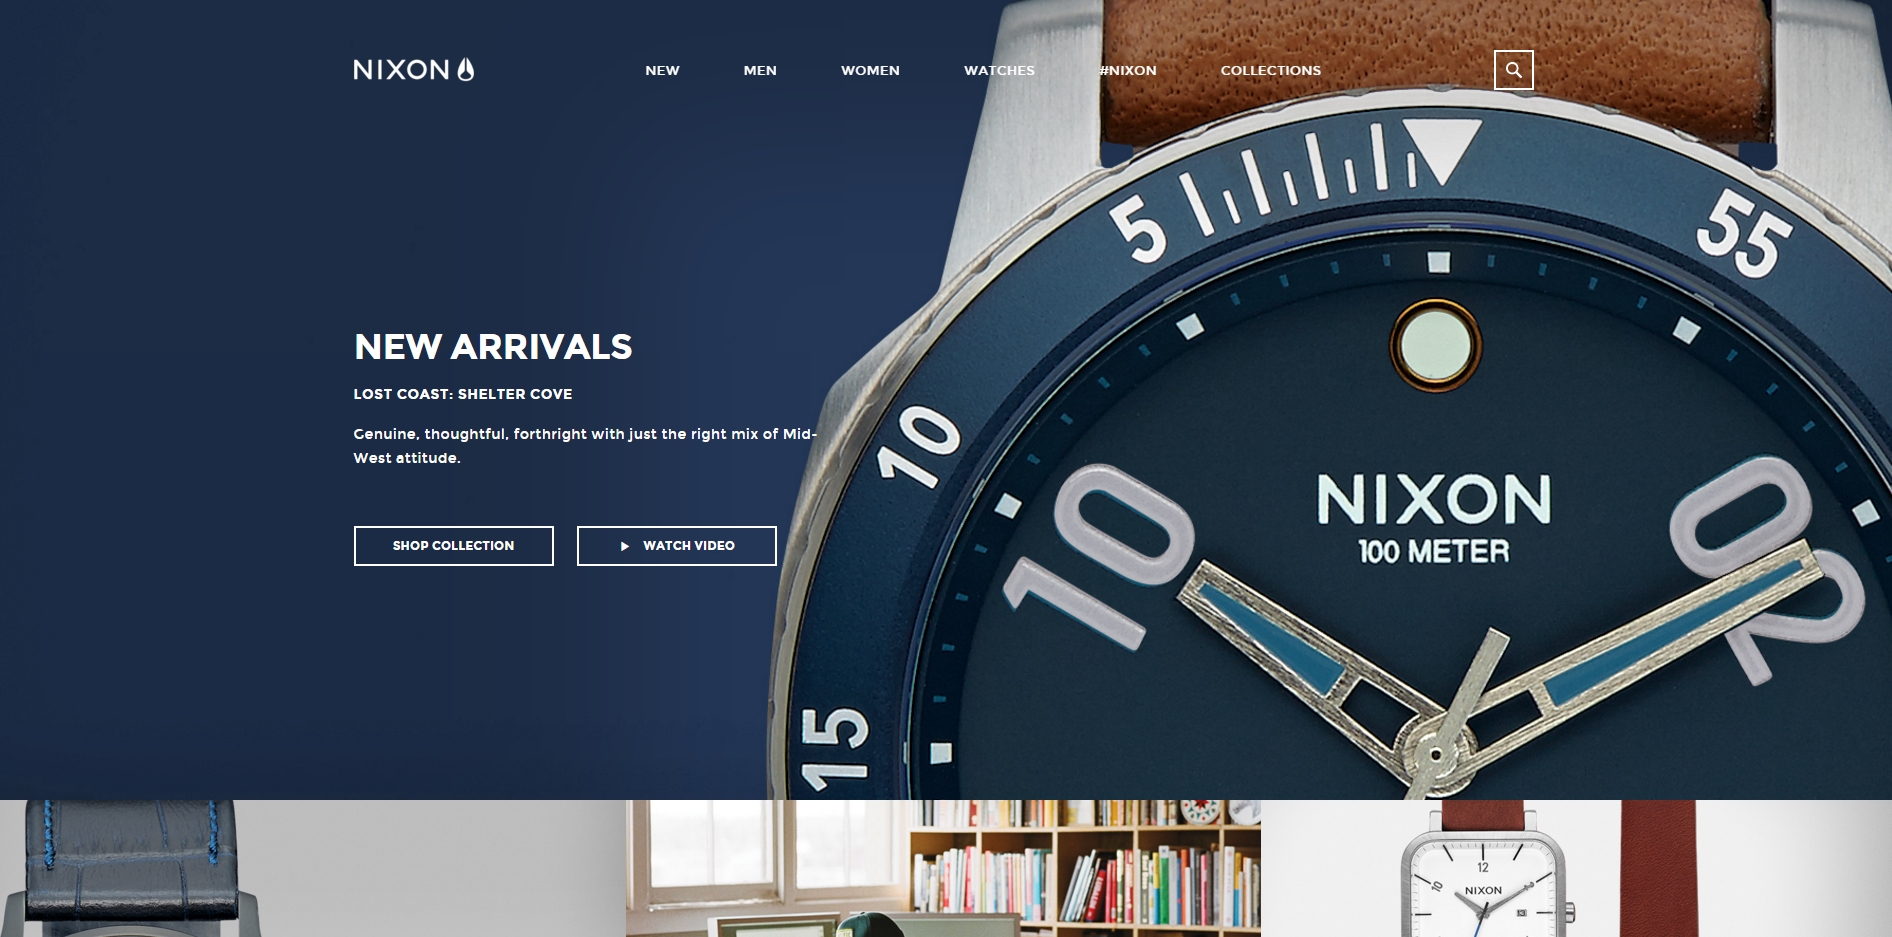 NIXON
NEW MEN WOMEN WATCHES #NIXON COLLECTIONS
NEW ARRIVALS
LOST COAST: SHELTER COVE
Genuine, thoughtful, forthright with just the right mix of Mid-
West attitude.
SHOP COLLECTION
WATCH VIDEO
5
55
10
15
10
NIXON
100 METER
12
10
NIXON
13